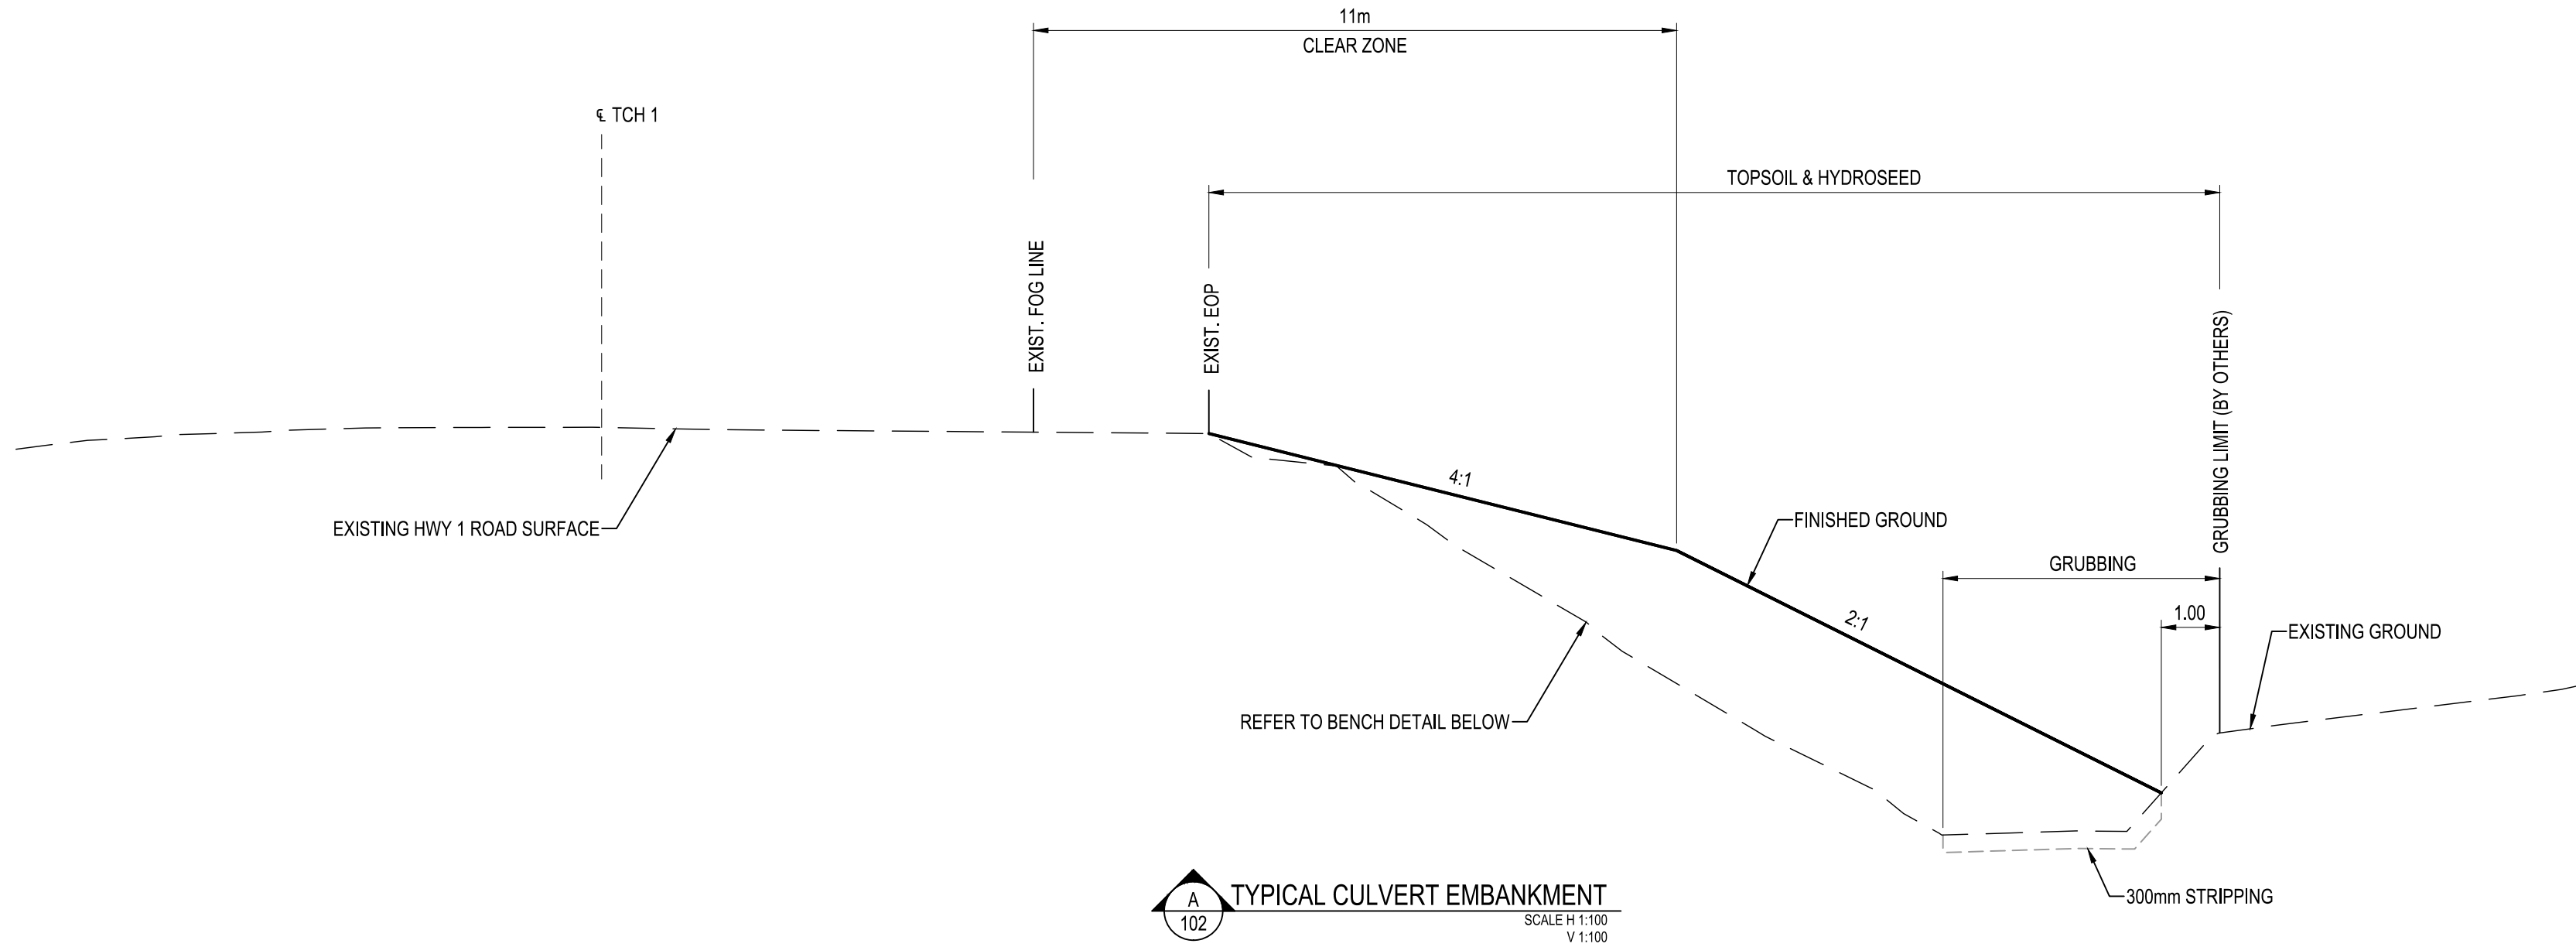 11m
CLEAR ZONE
℄ TCH 1
TOPSOIL & HYDROSEED
EXIST. FOG LINE
EXIST. EOP
GRUBBING LIMIT (BY OTHERS)
4:1
EXISTING HWY 1 ROAD SURFACE
FINISHED GROUND
GRUBBING
2:1
1.00
EXISTING GROUND
REFER TO BENCH DETAIL BELOW
300mm STRIPPING
A
102
TYPICAL CULVERT EMBANKMENT
SCALE H 1:100
V 1:100